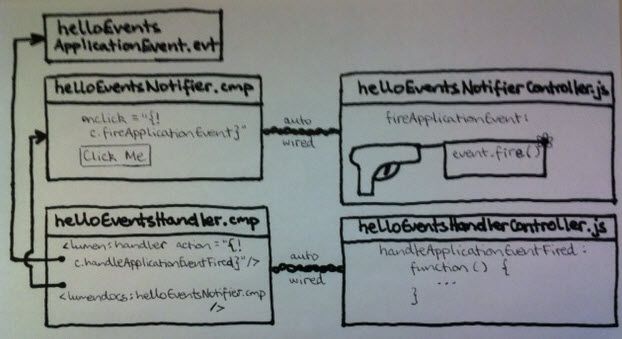 helloEvents
ApplicationEvent.evt
helloEventsNotifier.cmp
onclick = "{!
c.fireApplicationEvent}"
Click Me
auto
wired
helloEventsNotifierController.js
fireApplicationEvent:
event.fire()
helloEventsHandler.cmp
<lumen:handler action="{!
c.handleApplicationEventFired}"/>
<lumendocs:helloEventsNotifier.cmp
/>
auto
wired
helloEventsHandlerController.js
handleApplicationEventFired:
function() {
...
}